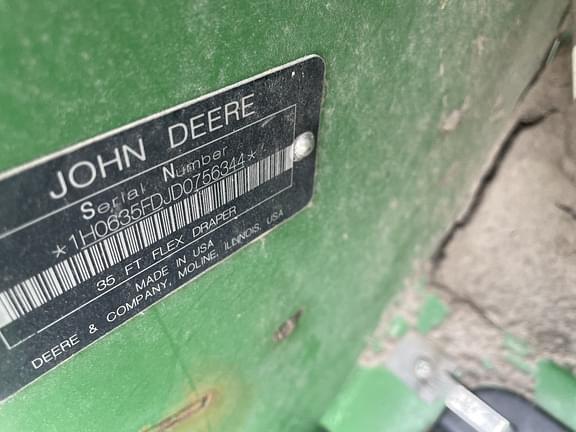 JOHN DEERE
Serial Number
*1H0635FDJD0756344*
35 FT FLEX DRAPER
MADE IN USA
DEERE & COMPANY, MOLINE, ILLINOIS, USA